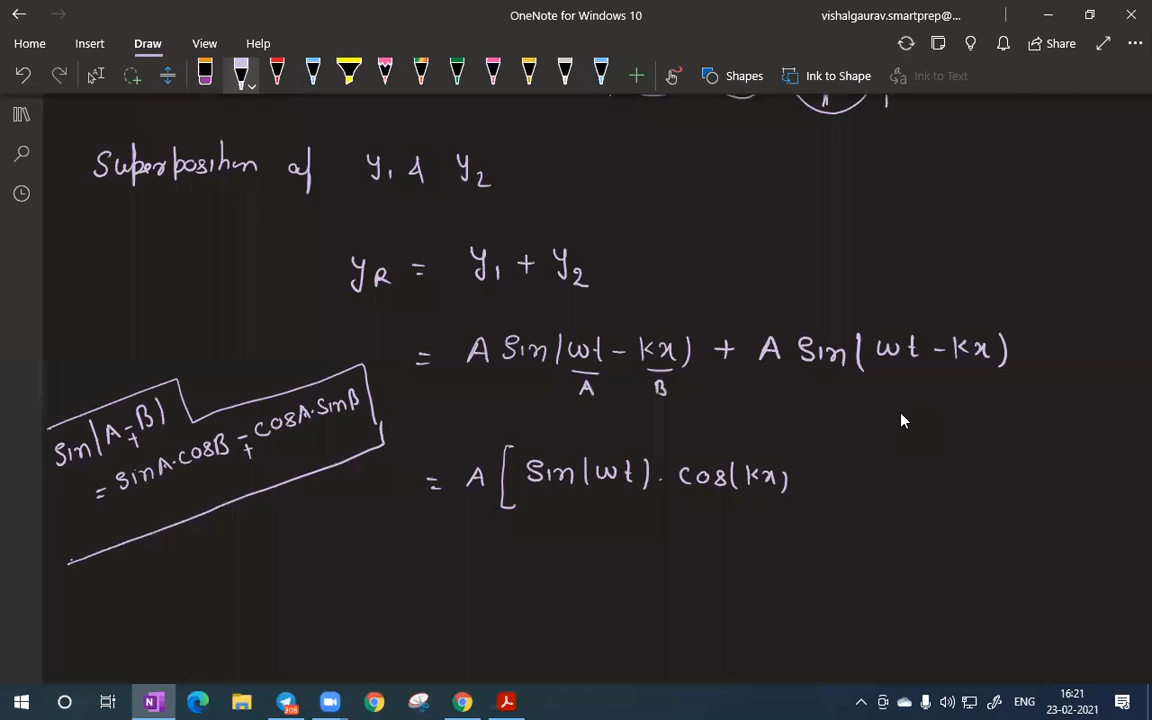 OneNote for Windows 10
vishalgaurav.smartprep@...
Home Insert Draw View Help
Share
Shapes Ink to Shape Ink to Text
Superposition of y₁ & y₂
y_R = y₁ + y₂
= A Sin(ωt - kx) + A Sin(ωt - kx)
A B
Sin(A ∓ B)
= SinA·cosB ∓ cosA·SinB
= A [ Sin(ωt) · cos(kx)
ENG
16:21
23-02-2021